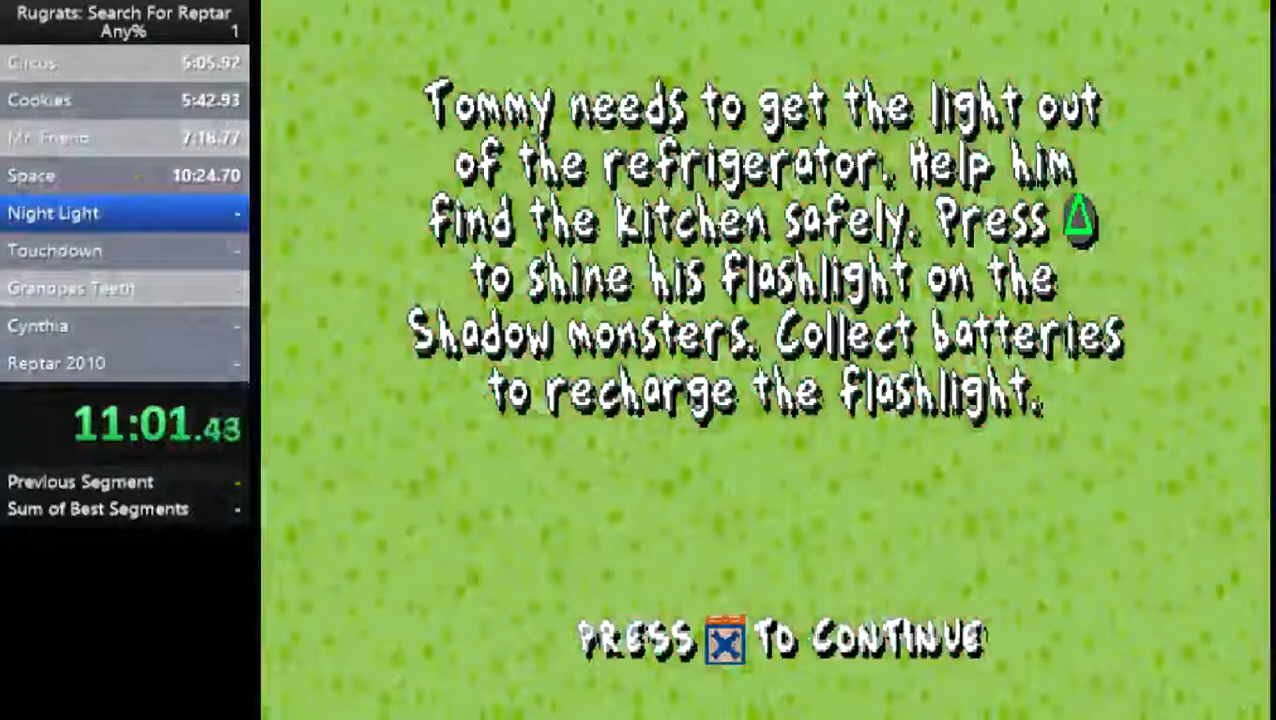 Rugrats: Search For Reptar
Any% 1
Circus 5:05.92
Cookies 5:42.93
Mr. Friend 7:18.77
Space - 10:24.70
Night Light -
Touchdown -
Grandpas Teeth -
Cynthia -
Reptar 2010 -
11:01.43
Previous Segment -
Sum of Best Segments -
Tommy needs to get the light out
of the refrigerator. Help him
find the kitchen safely. Press △
to shine his flashlight on the
Shadow monsters. Collect batteries
to recharge the flashlight.
PRESS X TO CONTINUE